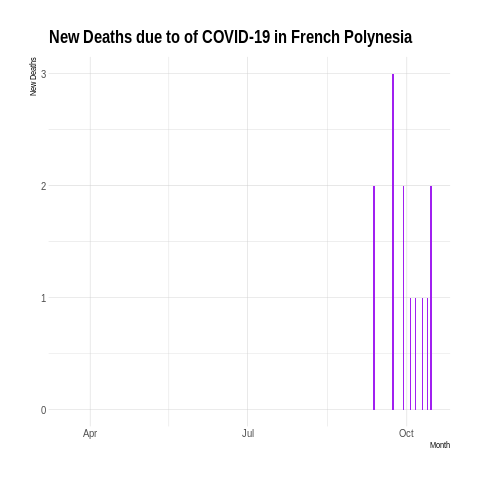 New Deaths due to of COVID-19 in French Polynesia
New Deaths
3
2
1
0
Apr
Jul
Oct
Month